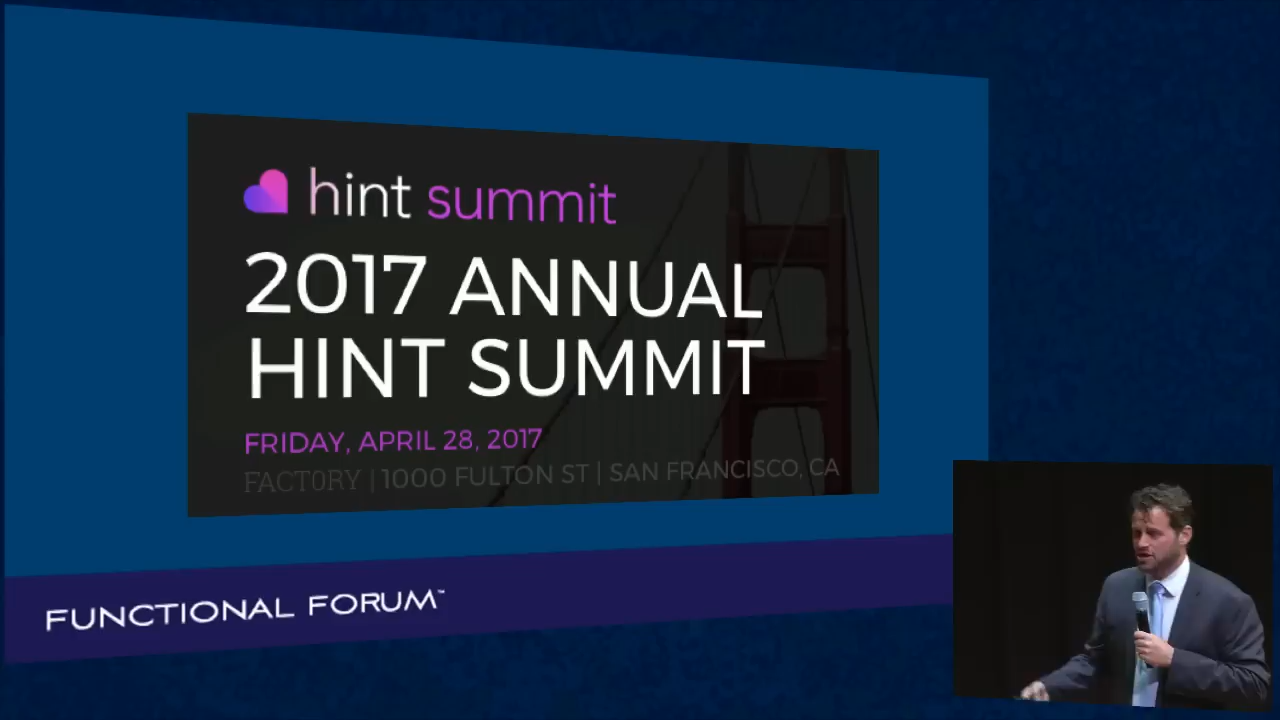 hint summit
2017 ANNUAL
HINT SUMMIT
FRIDAY, APRIL 28, 2017
FACT0RY | 1000 FULTON ST | SAN FRANCISCO, CA
FUNCTIONAL FORUM™